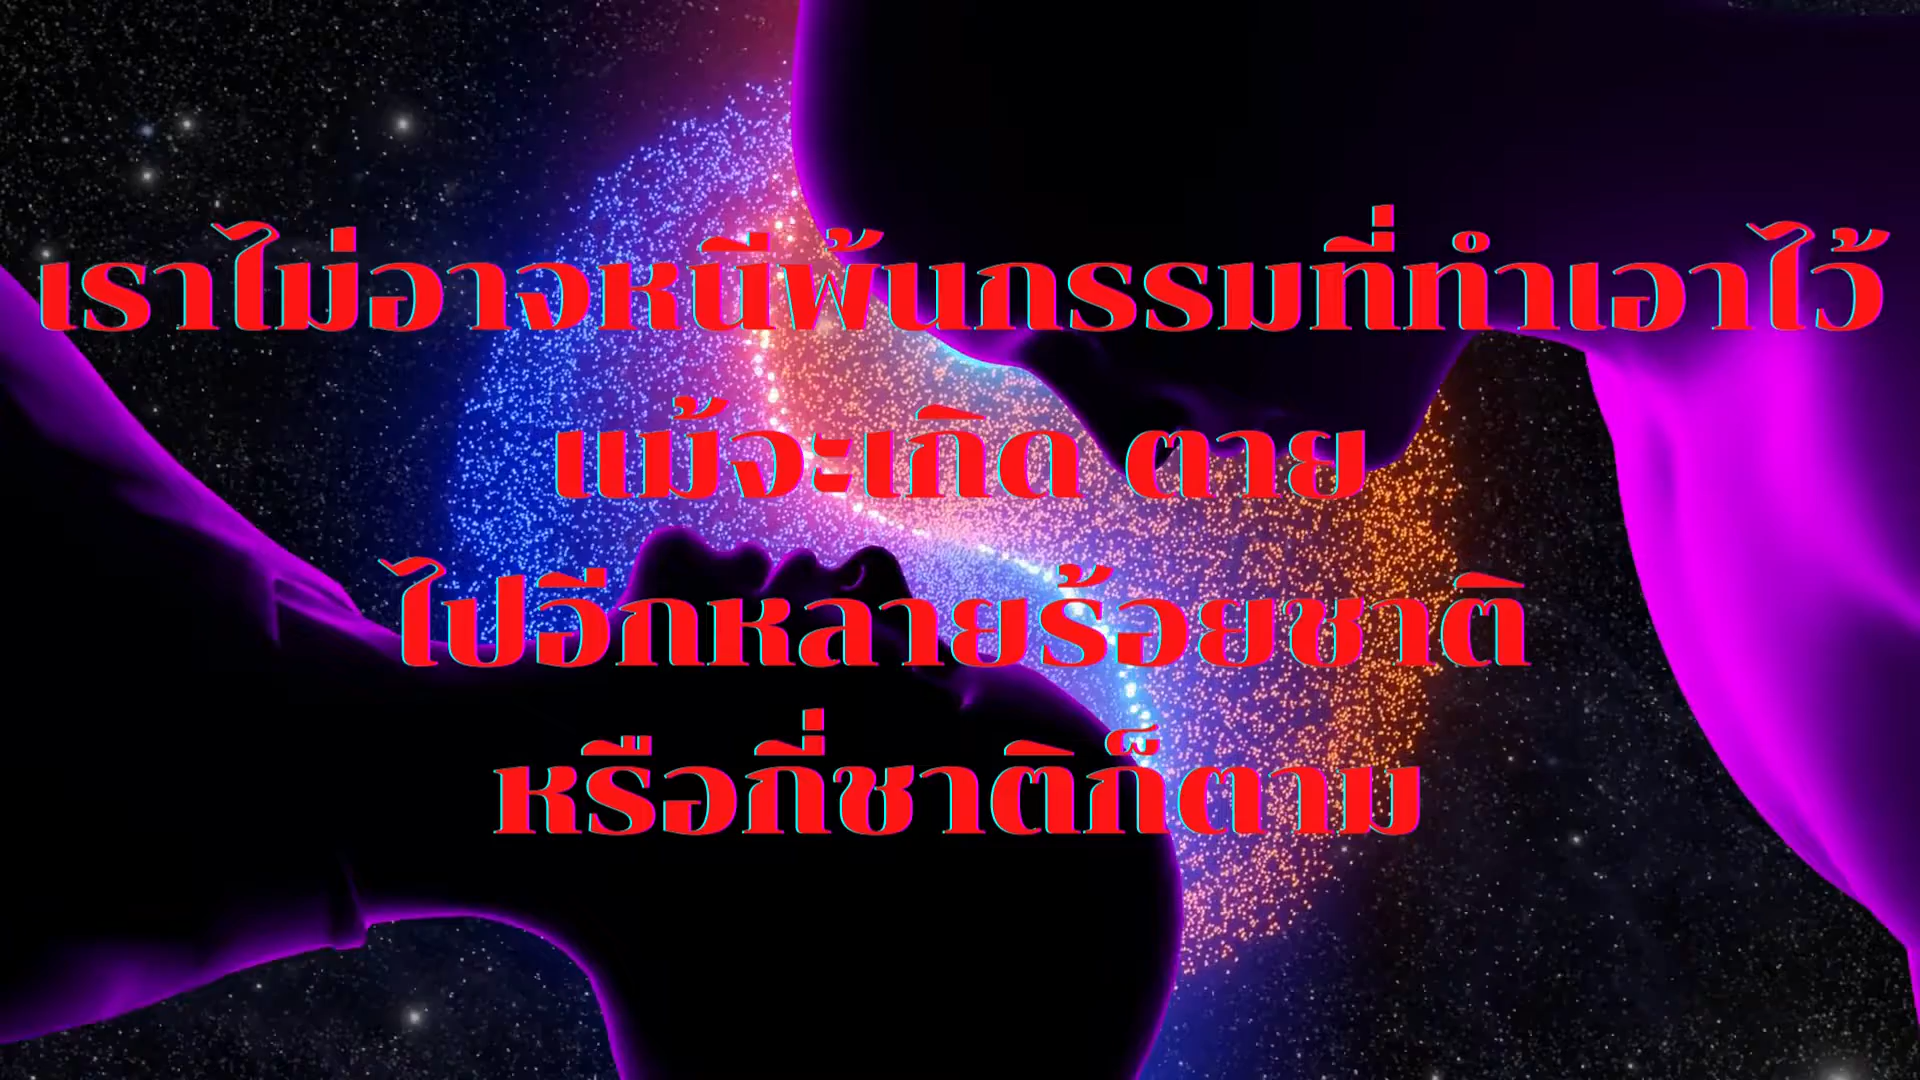 เราไม่อาจหนีพ้นกรรมที่ทำเอาไว้
แม้จะเกิด ตาย
ไปอีกหลายร้อยชาติ
หรือกี่ชาติก็ตาม